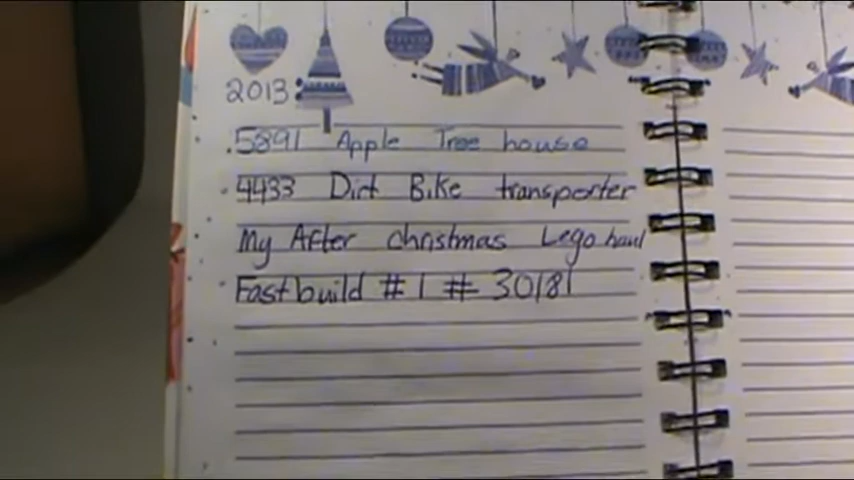 2013:
5891 Apple Tree house
4433 Dirt Bike transporter
My After christmas Lego haul
Fastbuild #1 # 30181